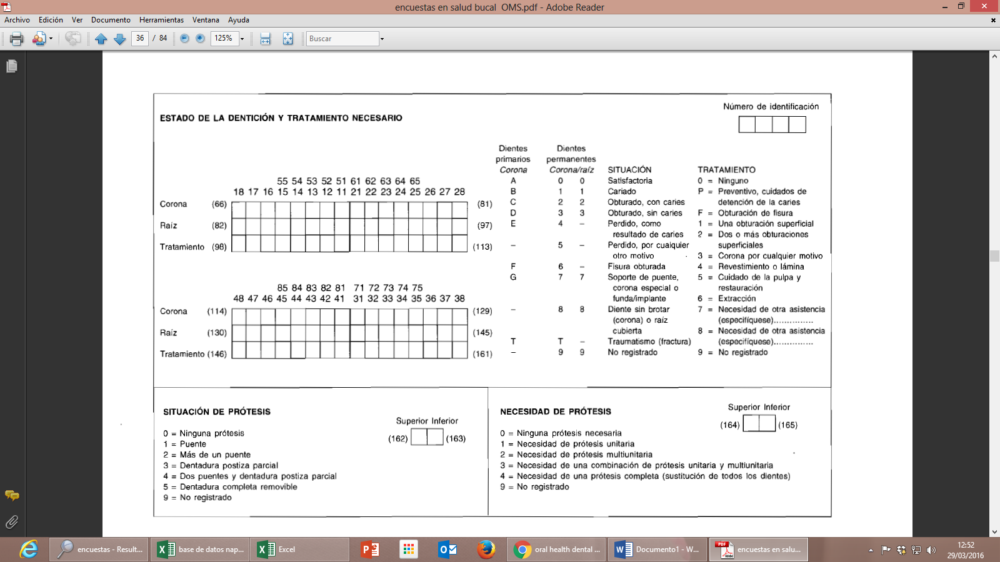 encuestas en salud bucal  OMS.pdf - Adobe Reader
Archivo Edición Ver Documento Herramientas Ventana Ayuda
36 / 84 125% Buscar
Número de identificación
ESTADO DE LA DENTICIÓN Y TRATAMIENTO NECESARIO
Dientes Dientes
primarios permanentes
Corona Corona/raíz SITUACIÓN TRATAMIENTO
A 0 0 Satisfactoria 0 = Ninguno
B 1 1 Cariado P = Preventivo, cuidados de
C 2 2 Obturado, con caries detención de la caries
D 3 3 Obturado, sin caries F = Obturación de fisura
E 4 – Perdido, como 1 = Una obturación superficial
resultado de caries 2 = Dos o más obturaciones
– 5 – Perdido, por cualquier superficiales
otro motivo 3 = Corona por cualquier motivo
F 6 – Fisura obturada 4 = Revestimiento o lámina
G 7 7 Soporte de puente, 5 = Cuidado de la pulpa y
corona especial o restauración
funda/implante 6 = Extracción
– 8 8 Diente sin brotar 7 = Necesidad de otra asistencia
(corona) o raíz (especifíquese)...............
cubierta 8 = Necesidad de otra asistencia
T T – Traumatismo (fractura) (especifíquese)...............
– 9 9 No registrado 9 = No registrado
55 54 53 52 51 61 62 63 64 65
18 17 16 15 14 13 12 11 21 22 23 24 25 26 27 28
Corona (66) (81)
Raíz (82) (97)
Tratamiento (98) (113)
85 84 83 82 81 71 72 73 74 75
48 47 46 45 44 43 42 41 31 32 33 34 35 36 37 38
Corona (114) (129)
Raíz (130) (145)
Tratamiento (146) (161)
SITUACIÓN DE PRÓTESIS
Superior Inferior
(162) (163)
0 = Ninguna prótesis
1 = Puente
2 = Más de un puente
3 = Dentadura postiza parcial
4 = Dos puentes y dentadura postiza parcial
5 = Dentadura completa removible
9 = No registrado
NECESIDAD DE PRÓTESIS
Superior Inferior
(164) (165)
0 = Ninguna prótesis necesaria
1 = Necesidad de prótesis unitaria
2 = Necesidad de prótesis multiunitaria
3 = Necesidad de una combinación de prótesis unitaria y multiunitaria
4 = Necesidad de una prótesis completa (sustitución de todos los dientes)
9 = No registrado
encuestas - Result... base de datos nap... Excel oral health dental ... Documento1 - W... encuestas en salu... 12:52
29/03/2016